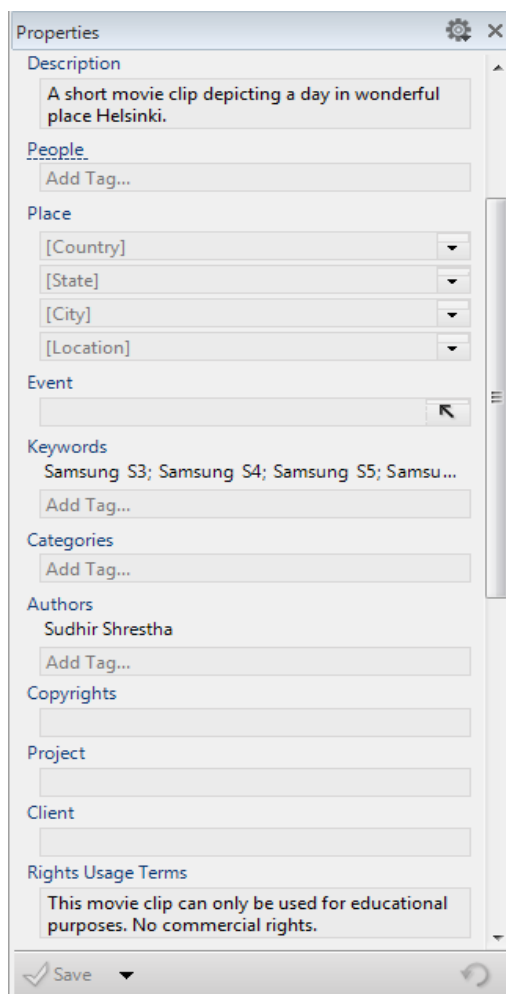 Properties
Description
A short movie clip depicting a day in wonderful
place Helsinki.
People
Add Tag...
Place
[Country]
[State]
[City]
[Location]
Event
Keywords
Samsung S3; Samsung S4; Samsung S5; Samsu...
Add Tag...
Categories
Add Tag...
Authors
Sudhir Shrestha
Add Tag...
Copyrights
Project
Client
Rights Usage Terms
This movie clip can only be used for educational
purposes. No commercial rights.
Save